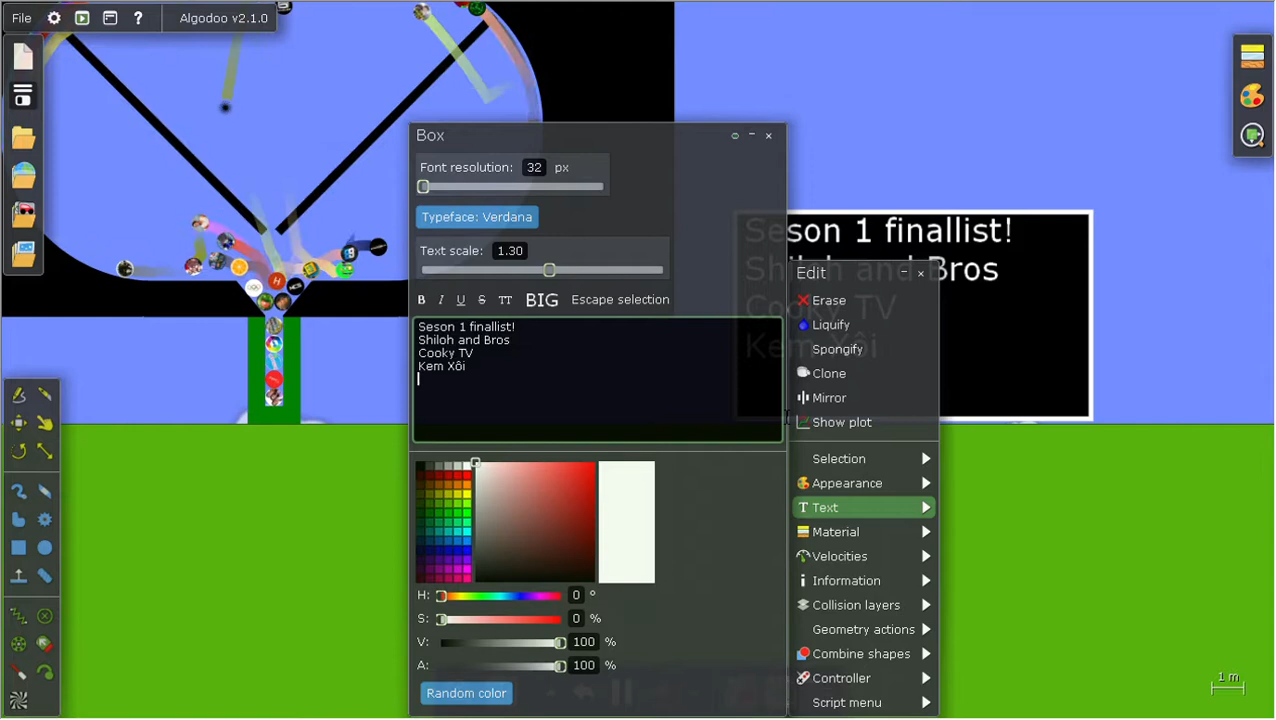 File
Algodoo v2.1.0
Box
Font resolution: 32 px
Typeface: Verdana
Text scale: 1.30
B I U S TT BIG Escape selection
Seson 1 finallist!
Shiloh and Bros
Cooky TV
Kem Xôi
H: 0 °
S: 0 %
V: 100 %
A: 100 %
Random color
Seson 1 finallist!
Shiloh and Bros
Cooky TV
Kem Xôi
Edit
Erase
Liquify
Spongify
Clone
Mirror
Show plot
Selection
Appearance
Text
Material
Velocities
Information
Collision layers
Geometry actions
Combine shapes
Controller
Script menu
1 m